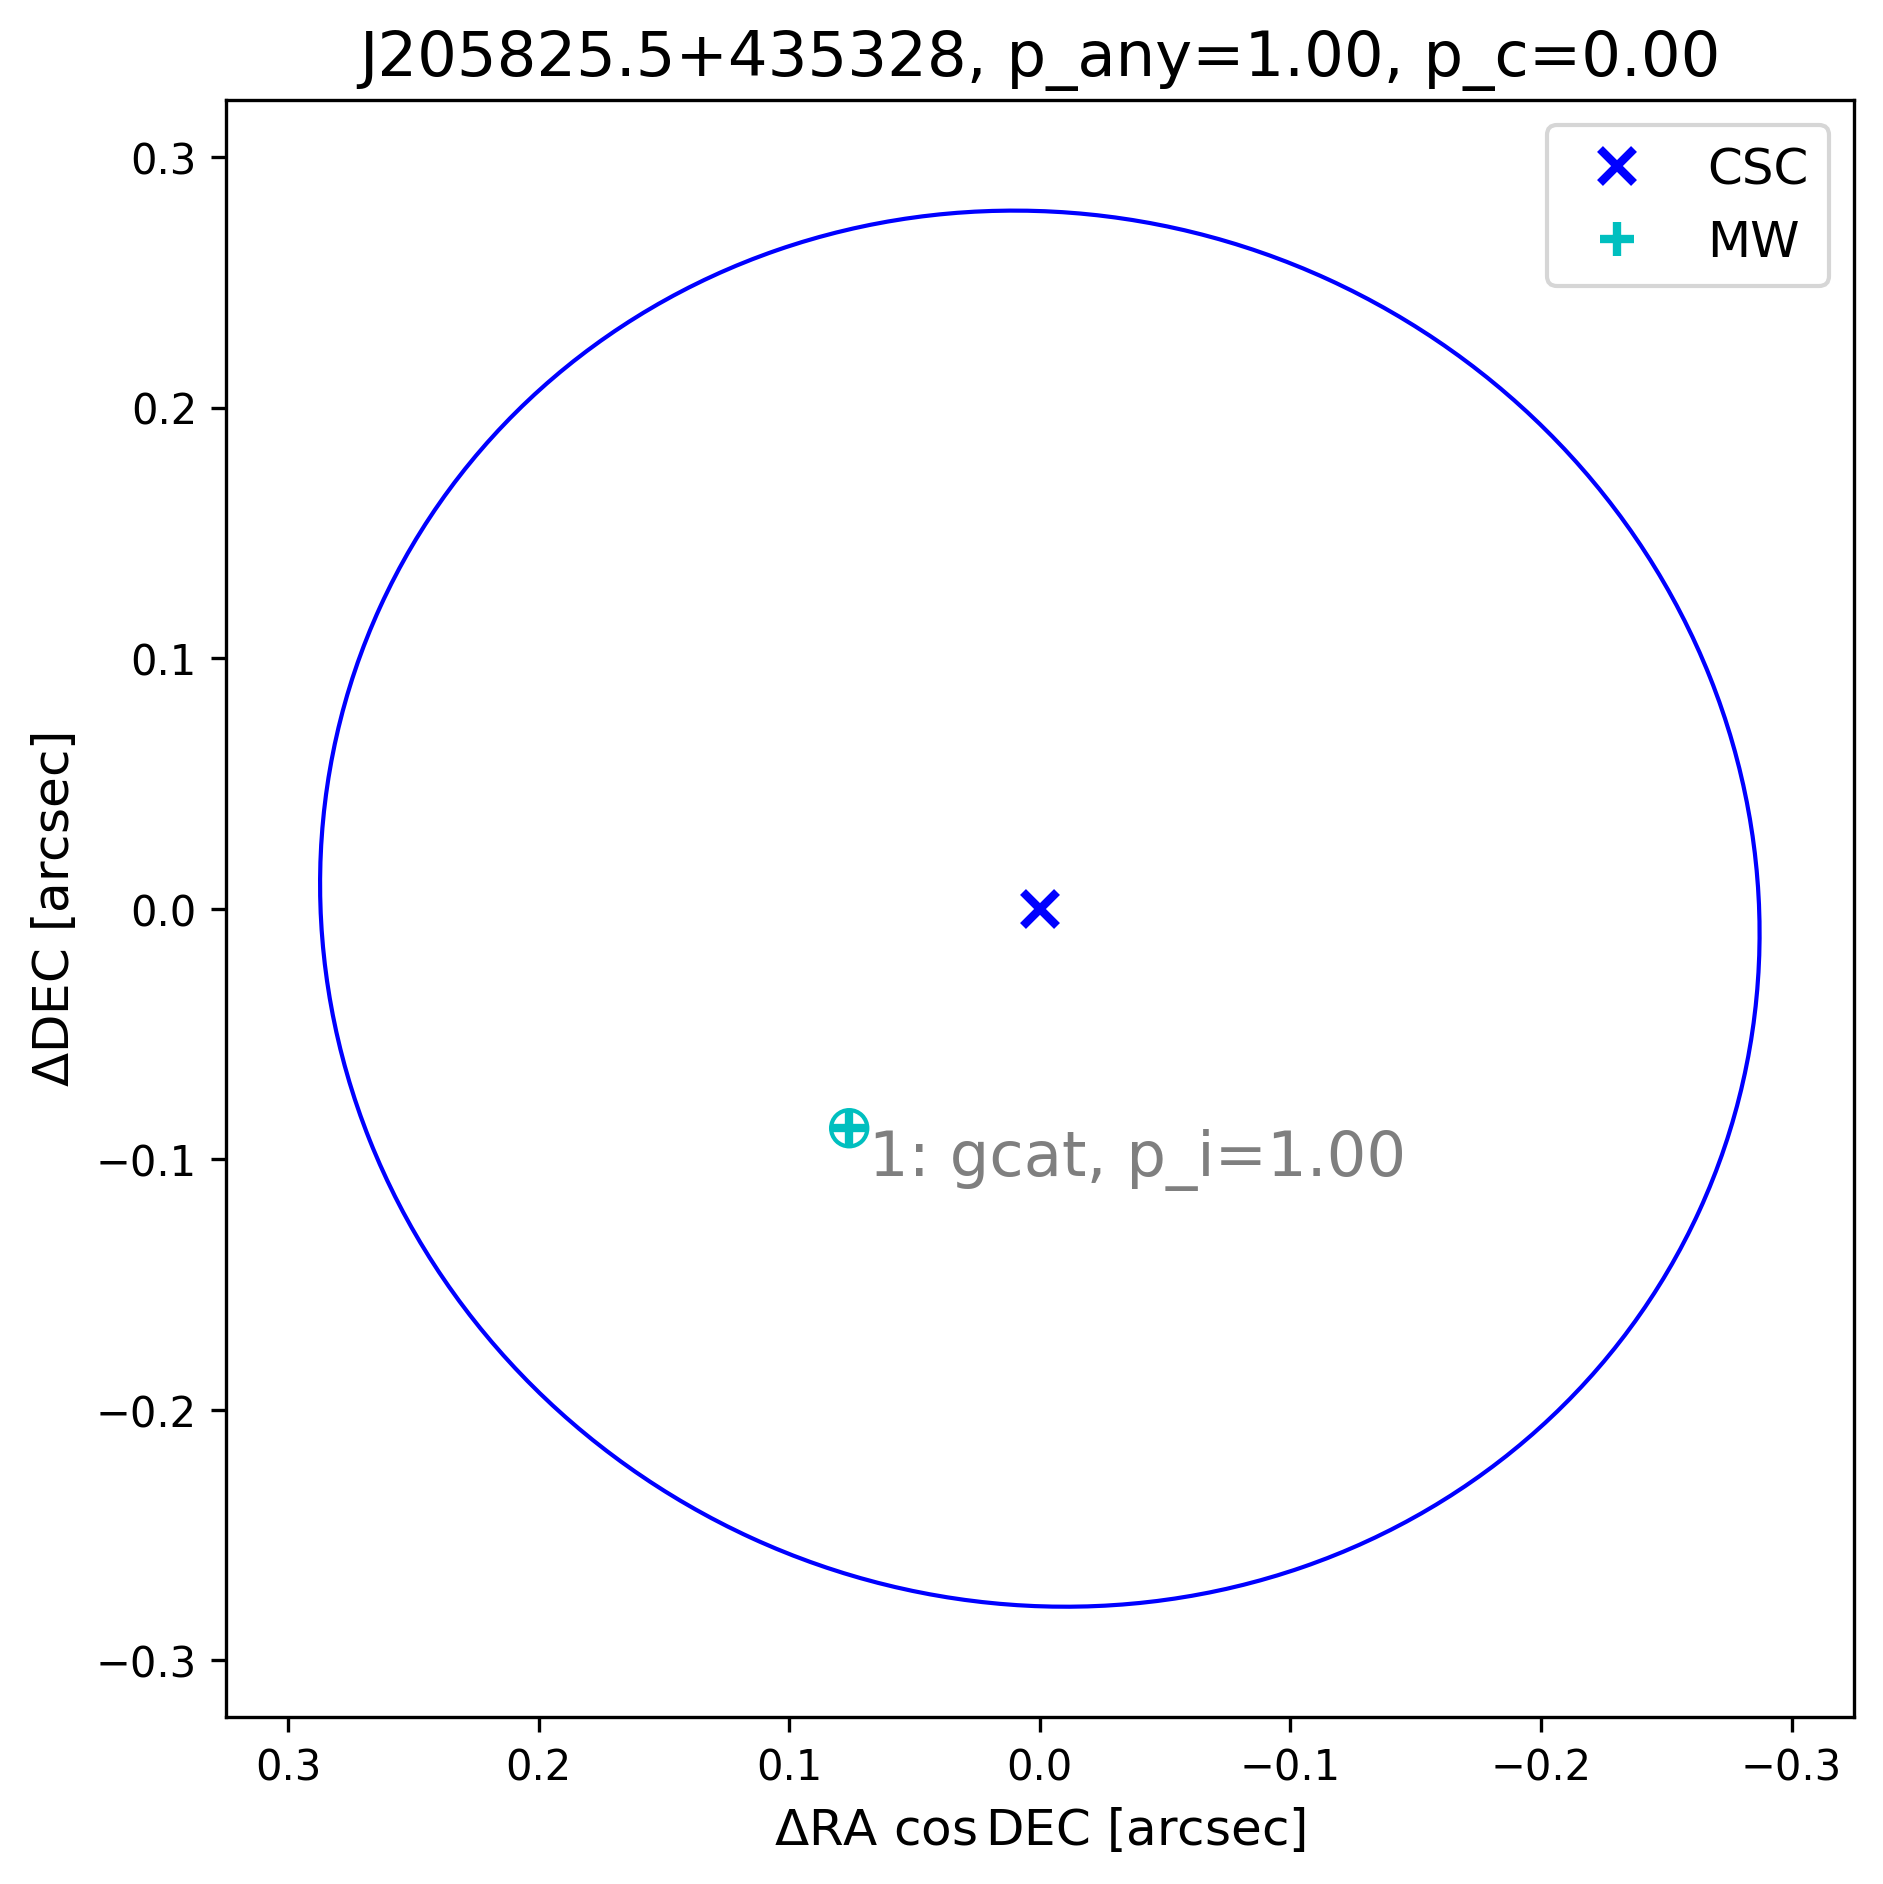 J205825.5+435328, p_any=1.00, p_c=0.00
CSC
MW
0.3
0.2
0.1
0.0
−0.1
−0.2
−0.3
ΔDEC [arcsec]
1: gcat, p_i=1.00
0.3 0.2 0.1 0.0 −0.1 −0.2 −0.3
ΔRA cos DEC [arcsec]